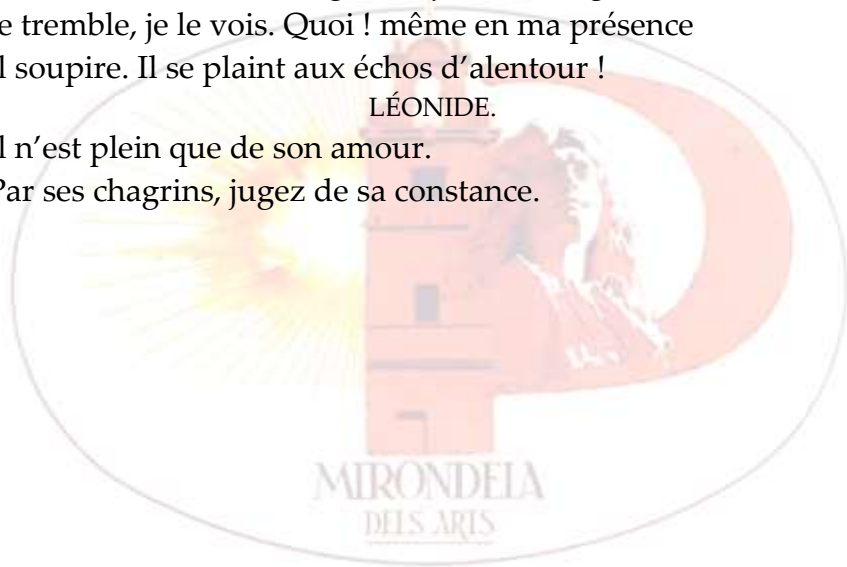 e tremble, je le vois. Quoi ! même en ma présence
l soupire. Il se plaint aux échos d’alentour !
LÉONIDE.
l n’est plein que de son amour.
Par ses chagrins, jugez de sa constance.
MIRONDELA
DELS ARTS